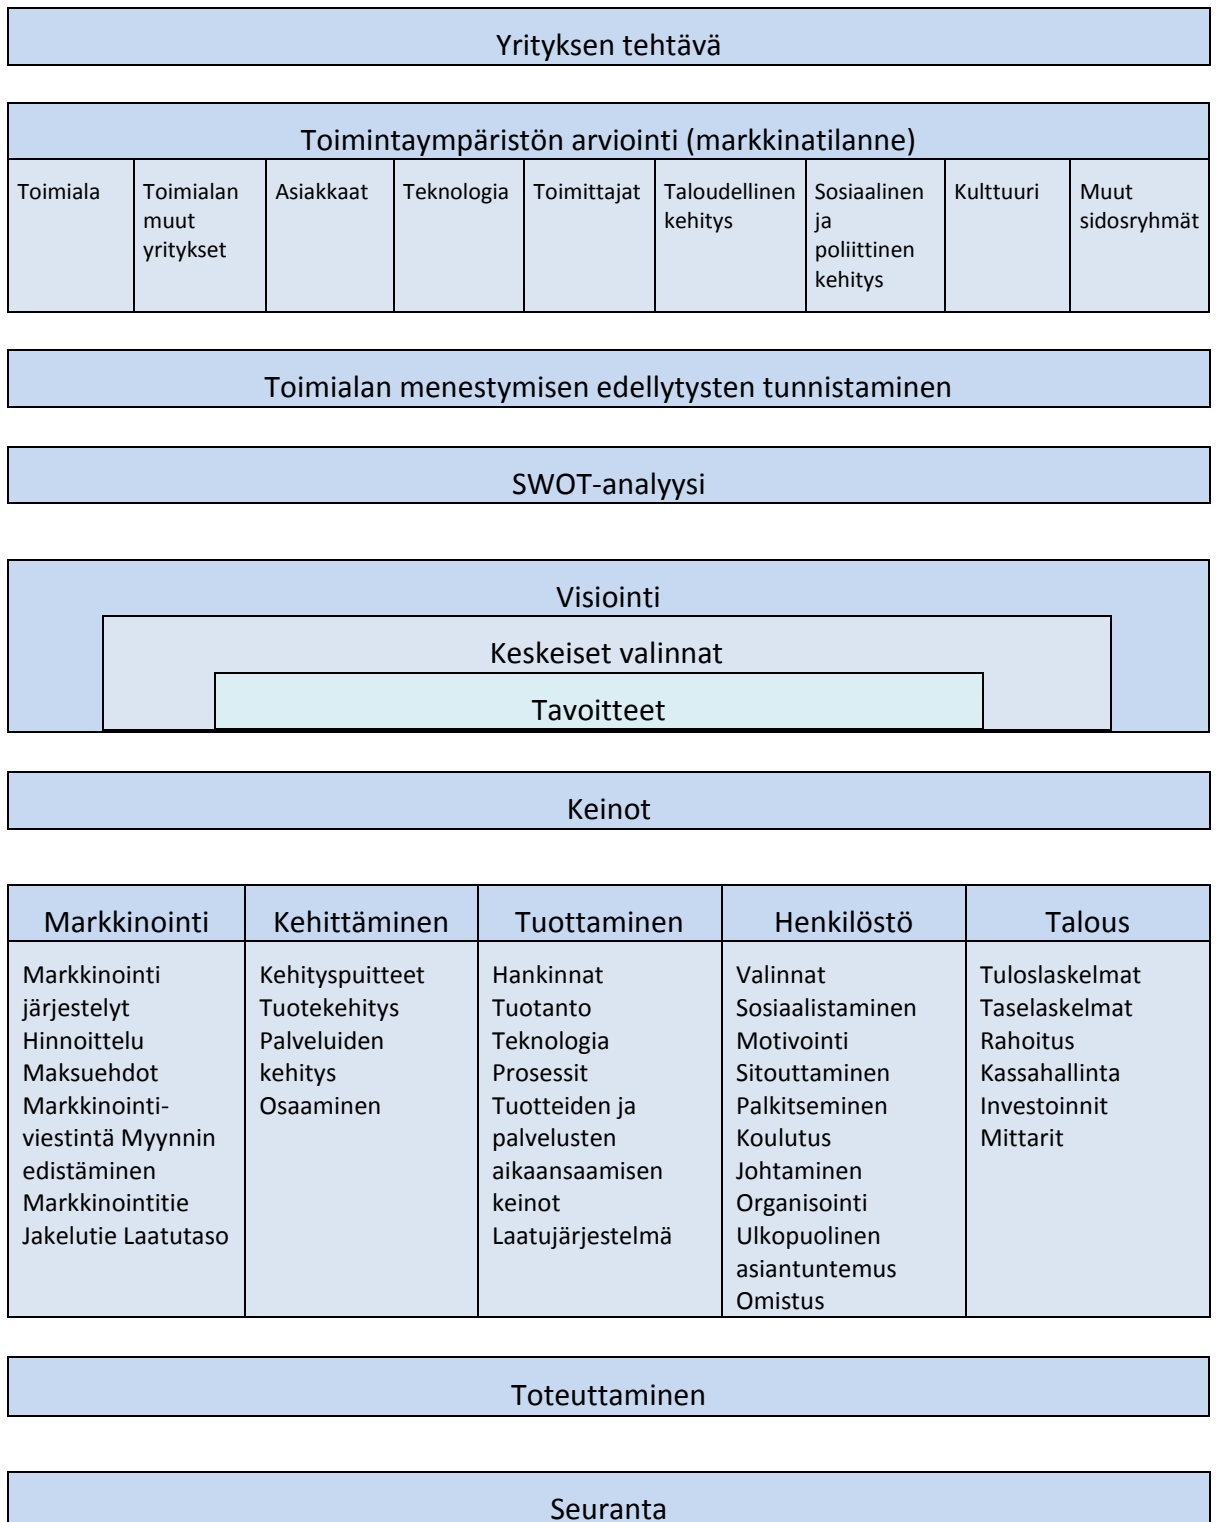 Yrityksen tehtävä
Toimintaympäristön arviointi (markkinatilanne)
Toimiala
Toimialan
muut
yritykset
Asiakkaat
Teknologia
Toimittajat
Taloudellinen
kehitys
Sosiaalinen
ja
poliittinen
kehitys
Kulttuuri
Muut
sidosryhmät
Toimialan menestymisen edellytysten tunnistaminen
SWOT-analyysi
Visiointi
Keskeiset valinnat
Tavoitteet
Keinot
Markkinointi
Markkinointi
järjestelyt
Hinnoittelu
Maksuehdot
Markkinointi-
viestintä Myynnin
edistäminen
Markkinointitie
Jakelutie Laatutaso
Kehittäminen
Kehityspuitteet
Tuotekehitys
Palveluiden
kehitys
Osaaminen
Tuottaminen
Hankinnat
Tuotanto
Teknologia
Prosessit
Tuotteiden ja
palvelusten
aikaansaamisen
keinot
Laatujärjestelmä
Henkilöstö
Valinnat
Sosiaalistaminen
Motivointi
Sitouttaminen
Palkitseminen
Koulutus
Johtaminen
Organisointi
Ulkopuolinen
asiantuntemus
Omistus
Talous
Tuloslaskelmat
Taselaskelmat
Rahoitus
Kassahallinta
Investoinnit
Mittarit
Toteuttaminen
Seuranta